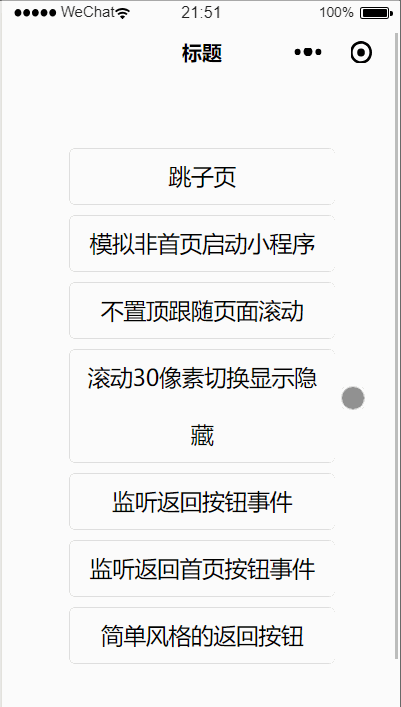 ●●●●● WeChat 21:51 100%
标题
跳子页
模拟非首页启动小程序
不置顶跟随页面滚动
滚动30像素切换显示隐
藏
监听返回按钮事件
监听返回首页按钮事件
简单风格的返回按钮